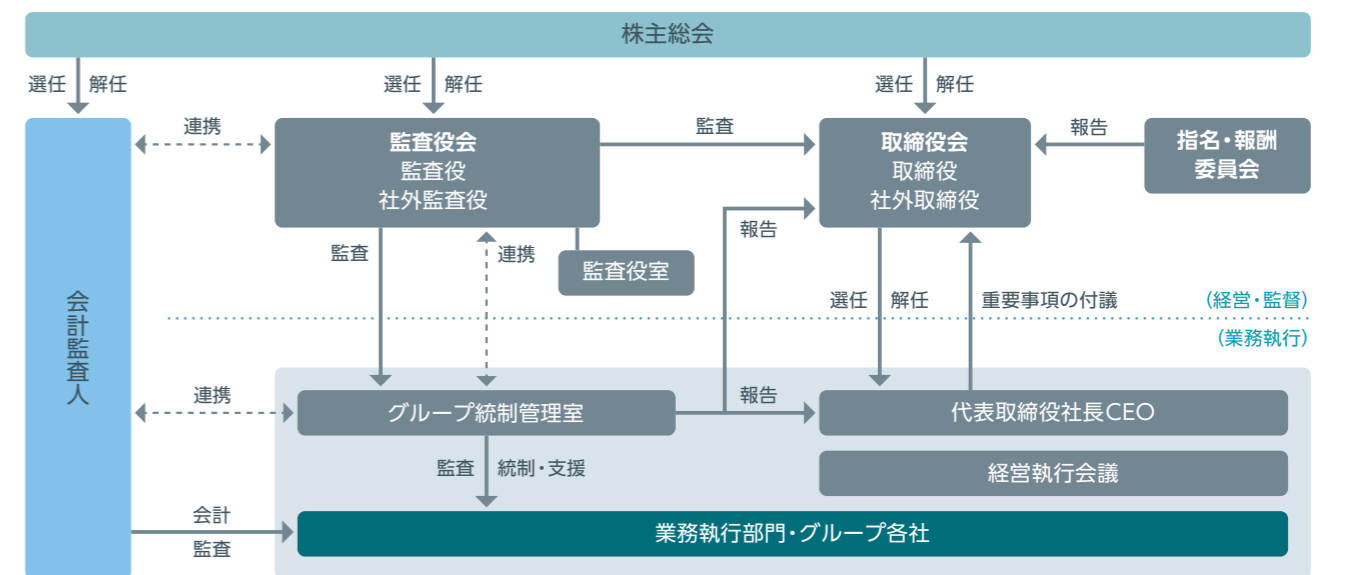 株主総会
選任
解任
選任
解任
選任
解任
連携
監査役会
監査役
社外監査役
監査
取締役会
取締役
社外取締役
報告
指名・報酬
委員会
監査
連携
監査役室
報告
選任
解任
重要事項の付議
(経営・監督)
(業務執行)
会計監査人
連携
グループ統制管理室
報告
代表取締役社長CEO
監査
統制・支援
経営執行会議
会計
監査
業務執行部門・グループ各社